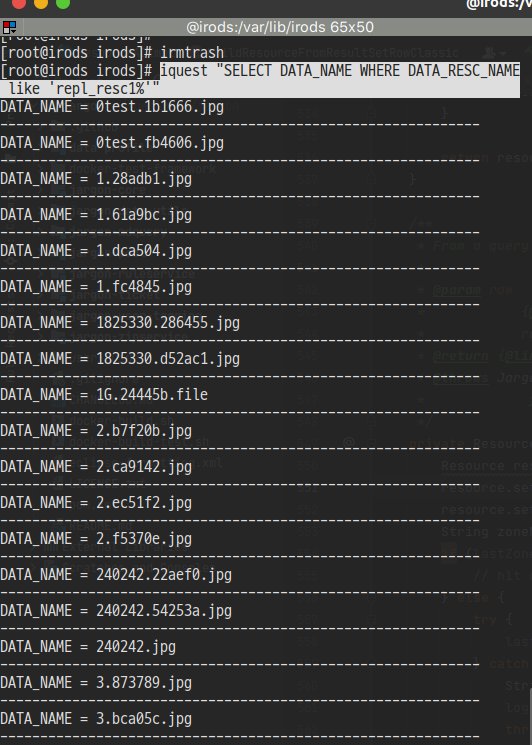 @irods:
@irods:/var/lib/irods 65x50
[root@irods irods]#
[root@irods irods]# irmtrash
[root@irods irods]# iquest "SELECT DATA_NAME WHERE DATA_RESC_NAME
like 'repl_resc1%'"
DATA_NAME = 0test.1b1666.jpg
------------------------------------------------------------
DATA_NAME = 0test.fb4606.jpg
------------------------------------------------------------
DATA_NAME = 1.28adb1.jpg
------------------------------------------------------------
DATA_NAME = 1.61a9bc.jpg
------------------------------------------------------------
DATA_NAME = 1.dca504.jpg
------------------------------------------------------------
DATA_NAME = 1.fc4845.jpg
------------------------------------------------------------
DATA_NAME = 1825330.286455.jpg
------------------------------------------------------------
DATA_NAME = 1825330.d52ac1.jpg
------------------------------------------------------------
DATA_NAME = 1G.24445b.file
------------------------------------------------------------
DATA_NAME = 2.b7f20b.jpg
------------------------------------------------------------
DATA_NAME = 2.ca9142.jpg
------------------------------------------------------------
DATA_NAME = 2.ec51f2.jpg
------------------------------------------------------------
DATA_NAME = 2.f5370e.jpg
------------------------------------------------------------
DATA_NAME = 240242.22aef0.jpg
------------------------------------------------------------
DATA_NAME = 240242.54253a.jpg
------------------------------------------------------------
DATA_NAME = 240242.jpg
------------------------------------------------------------
DATA_NAME = 3.873789.jpg
------------------------------------------------------------
DATA_NAME = 3.bca05c.jpg
------------------------------------------------------------